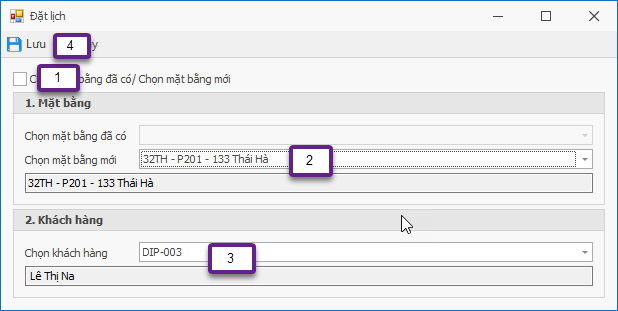 Đặt lịch
Lưu 4 y
1 bằng đã có/ Chọn mặt bằng mới
1. Mặt bằng
Chọn mặt bằng đã có
Chọn mặt bằng mới 32TH - P201 - 133 Thái Hà 2
32TH - P201 - 133 Thái Hà
2. Khách hàng
Chọn khách hàng DIP-003 3
Lê Thị Na